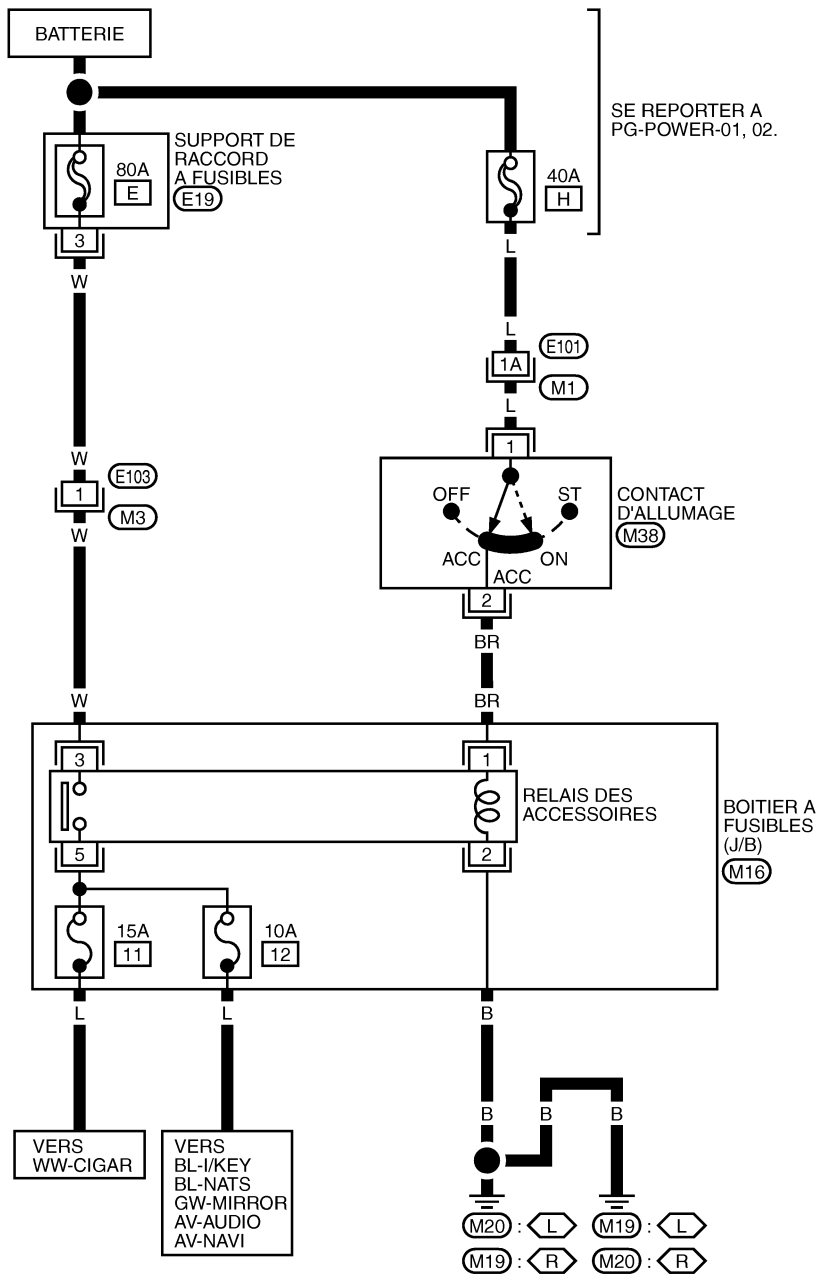 BATTERIE
SE REPORTER A
PG-POWER-01, 02.
SUPPORT DE
RACCORD
A FUSIBLES
E19
80A
E
40A
H
3
W
L
L
1A
E101
M1
L
W
1
E103
M3
W
1
OFF
ST
ACC
ON
ACC
CONTACT
D'ALLUMAGE
M38
2
BR
W
BR
3
1
RELAIS DES
ACCESSOIRES
BOITIER A
FUSIBLES
(J/B)
M16
5
2
15A
11
10A
12
L
L
B
VERS
WW-CIGAR
VERS
BL-I/KEY
BL-NATS
GW-MIRROR
AV-AUDIO
AV-NAVI
B
B
B
M20 : L
M19 : L
M19 : R
M20 : R